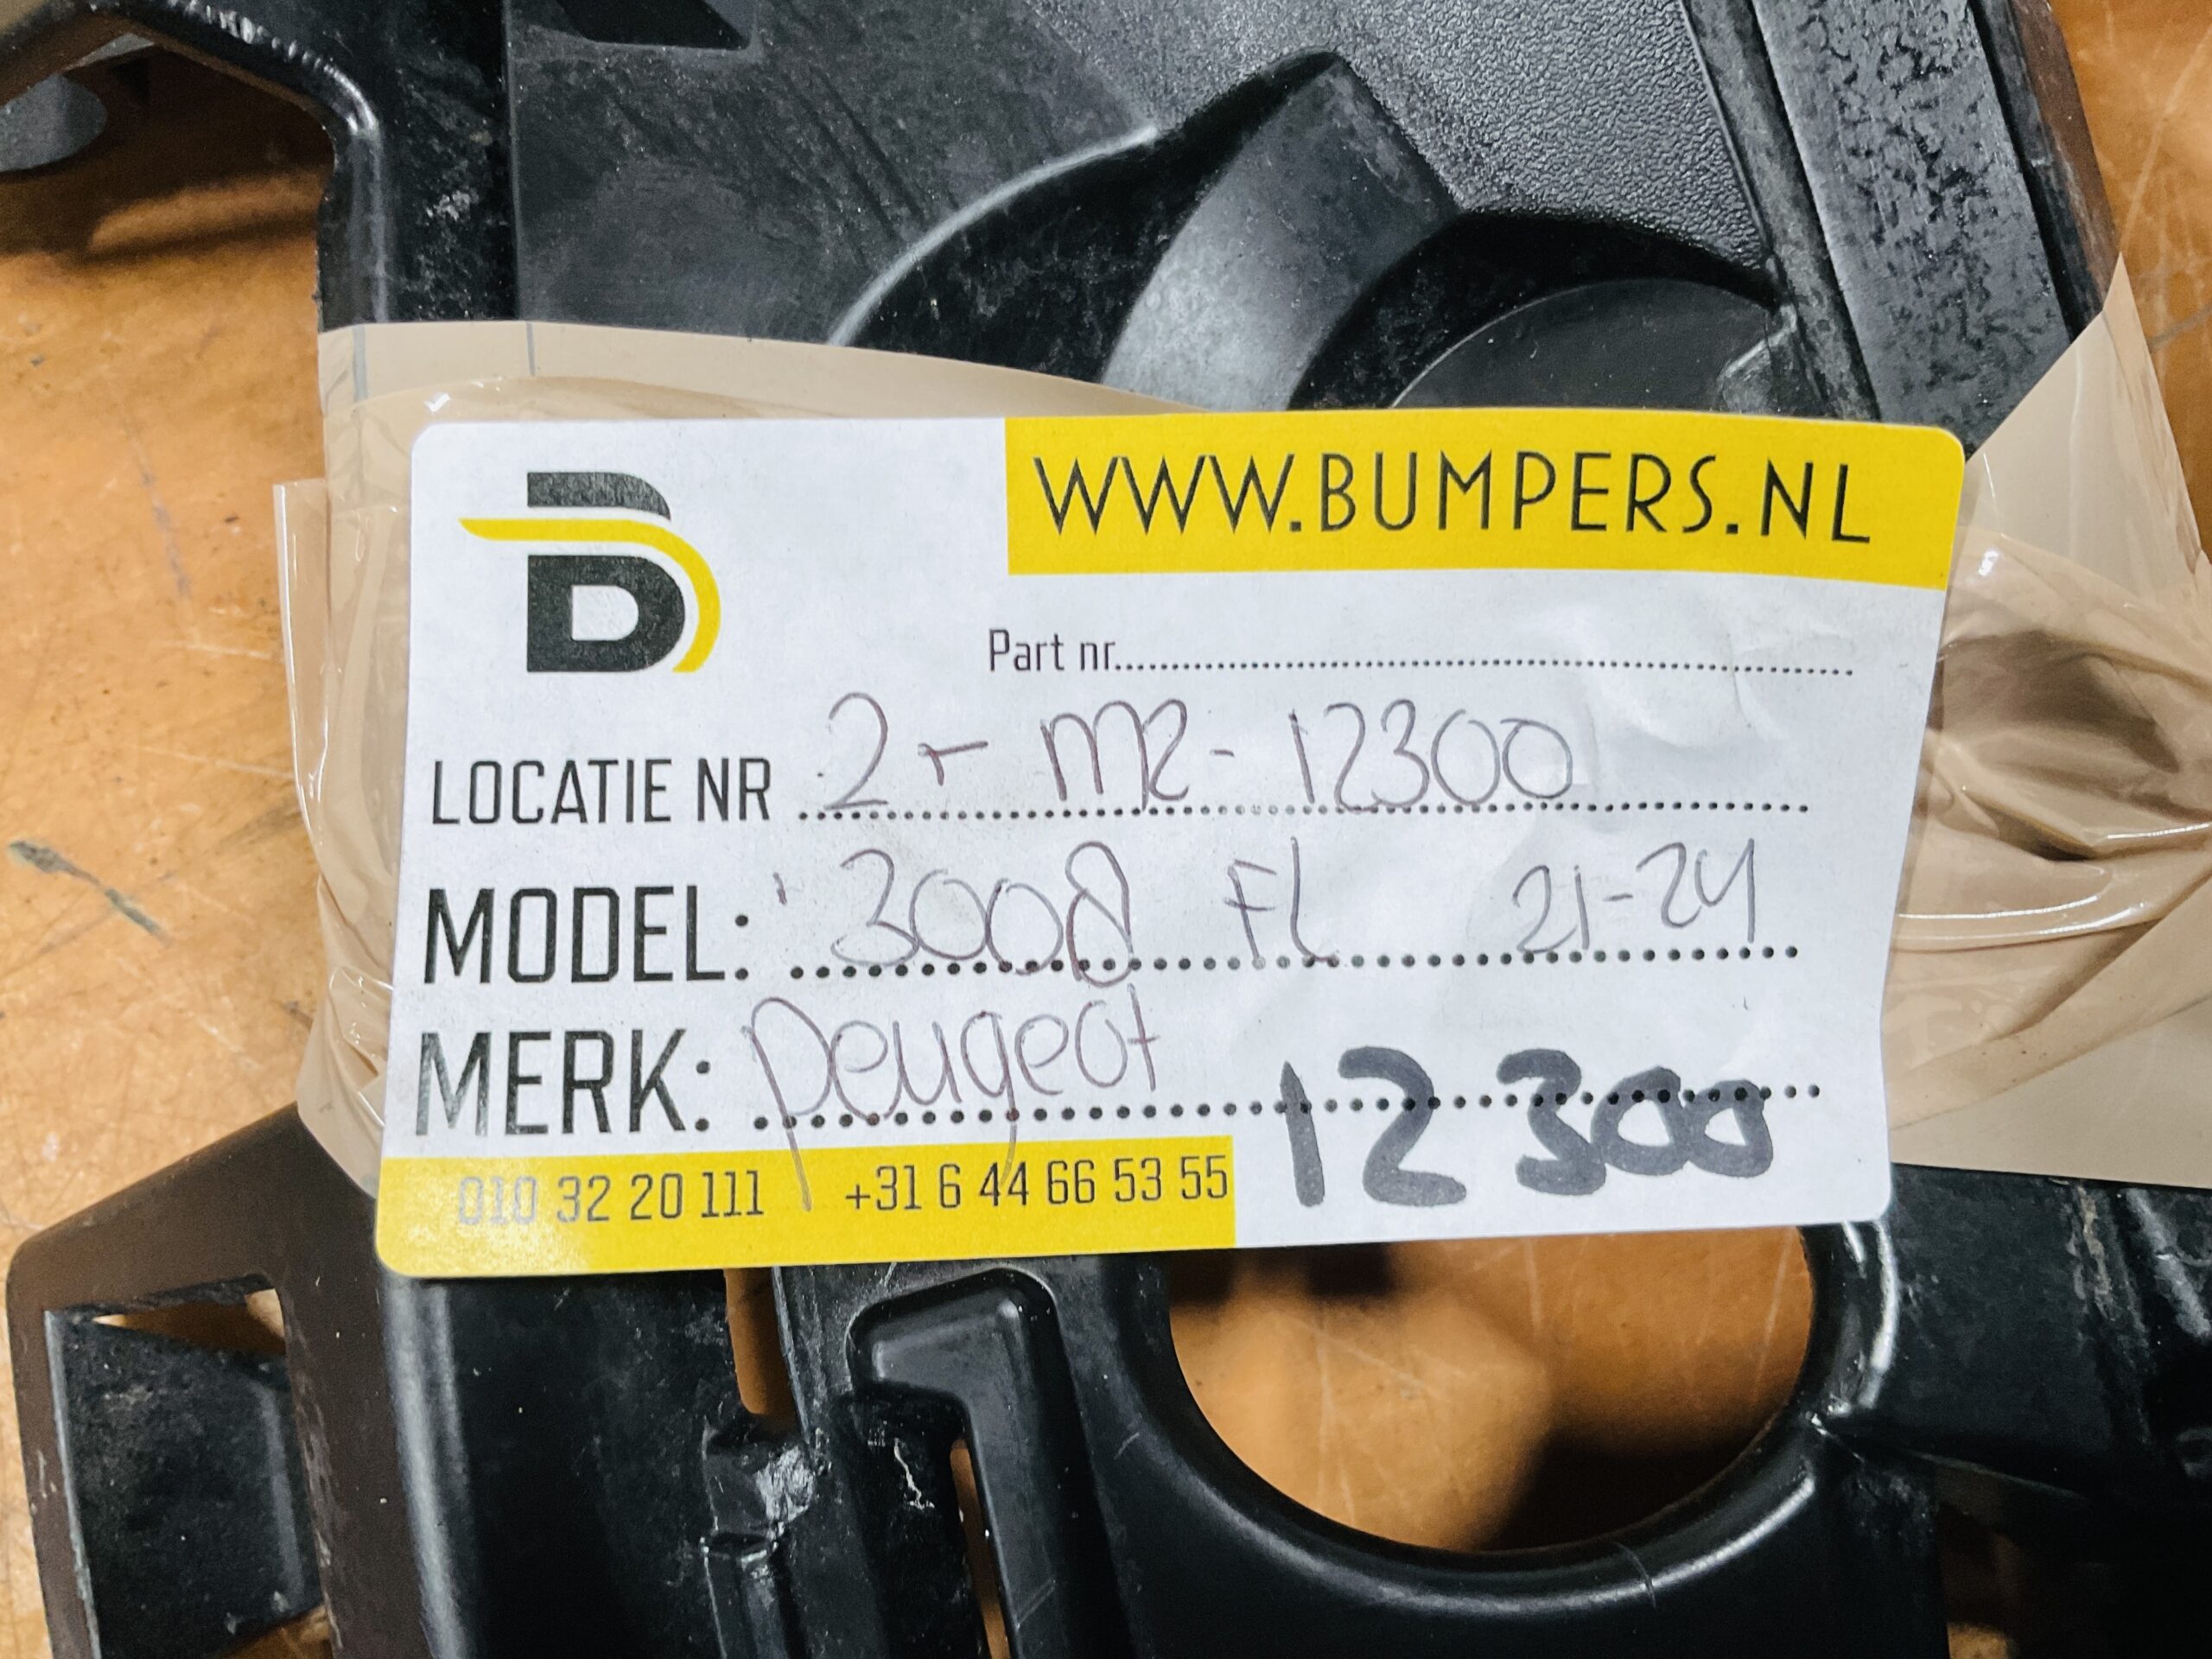 WWW.BUMPERS.NL
Part nr...............................................................
LOCATIE NR 2 - M2 - 12300
MODEL: 3008 FL 21-24
MERK: peugeot
12300
010 32 20 111 +31 6 44 66 53 55